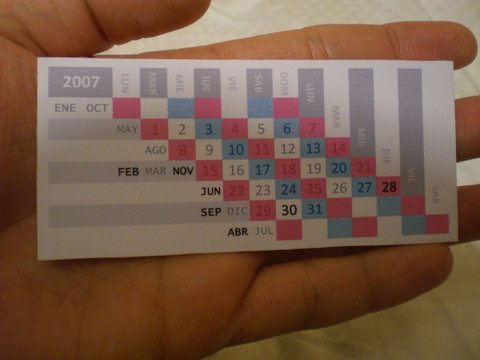 2007 LUN MAR MIE JUE VIE SAB DOM LUN MAR MIE JUE VIE SAB
ENE OCT
MAY 1 2 3 4 5 6 7
AGO 8 9 10 11 12 13 14
FEB MAR NOV 15 16 17 18 19 20 21
JUN 22 23 24 25 26 27 28
SEP DIC 29 30 31
ABR JUL